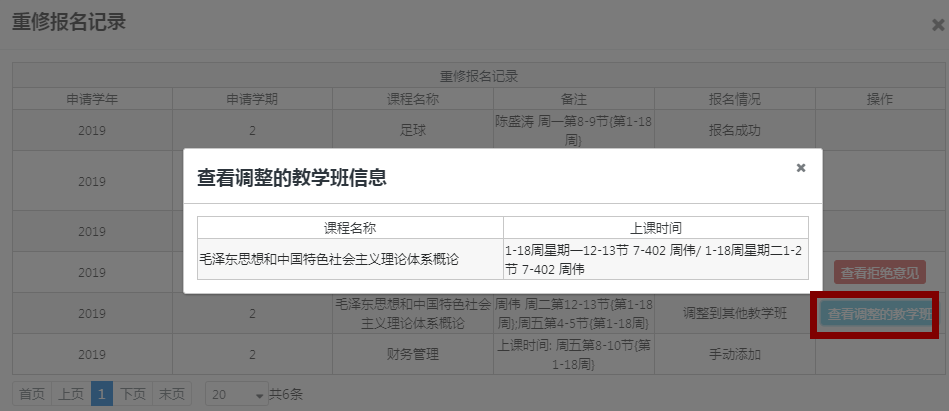 重修报名记录
重修报名记录
申请学年 申请学期 课程名称 备注 报名情况 操作
2019 2 足球 陈盛涛 周一第8-9节{第1-18
周} 报名成功
2019
查看调整的教学班信息
课程名称 上课时间
毛泽东思想和中国特色社会主义理论体系概论 1-18周星期一12-13节 7-402 周伟/ 1-18周星期二1-2
节 7-402 周伟
2019
2019 查看拒绝意见
2019 2 毛泽东思想和中国特色社会
主义理论体系概论 周伟 周二第12-13节{第1-18
周};周五第4-5节{第1-18周} 调整到其他教学班 查看调整的教学班
2019 2 财务管理 上课时间: 周五第8-10节{第
1-18周} 手动添加
首页 上页 1 下页 末页 20 共6条